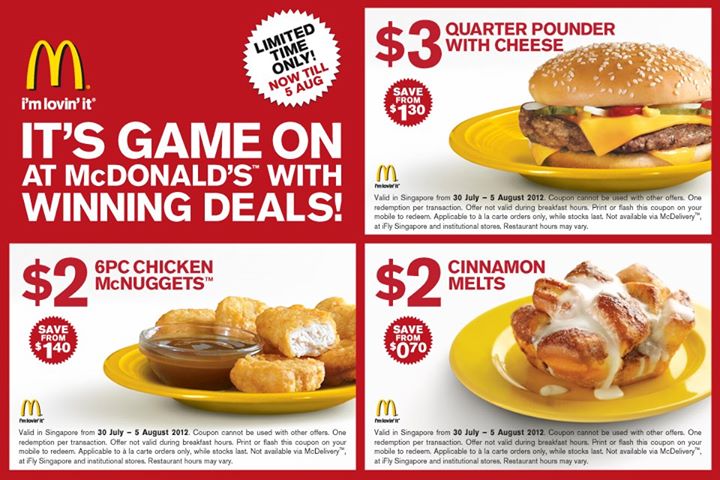 M
i'm lovin' it®
LIMITED
TIME
ONLY!
NOW TILL
5 AUG
IT'S GAME ON
AT McDONALD'S™ WITH
WINNING DEALS!
$3 QUARTER POUNDER
WITH CHEESE
SAVE
FROM
$1.30
i'm lovin' it®
Valid in Singapore from 30 July – 5 August 2012. Coupon cannot be used with other offers. One
redemption per transaction. Offer not valid during breakfast hours. Print or flash this coupon on your
mobile to redeem. Applicable to à la carte orders only, while stocks last. Not available via McDelivery™,
at iFly Singapore and institutional stores. Restaurant hours may vary.
$2 6PC CHICKEN
McNUGGETS™
SAVE
FROM
$1.40
i'm lovin' it®
Valid in Singapore from 30 July – 5 August 2012. Coupon cannot be used with other offers. One
redemption per transaction. Offer not valid during breakfast hours. Print or flash this coupon on your
mobile to redeem. Applicable to à la carte orders only, while stocks last. Not available via McDelivery™,
at iFly Singapore and institutional stores. Restaurant hours may vary.
$2 CINNAMON
MELTS
SAVE
FROM
$0.70
i'm lovin' it®
Valid in Singapore from 30 July – 5 August 2012. Coupon cannot be used with other offers. One
redemption per transaction. Offer not valid during breakfast hours. Print or flash this coupon on your
mobile to redeem. Applicable to à la carte orders only, while stocks last. Not available via McDelivery™,
at iFly Singapore and institutional stores. Restaurant hours may vary.